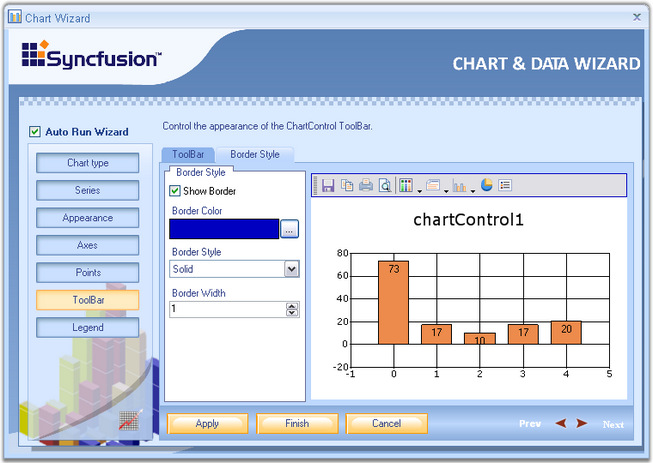 Chart Wizard
Syncfusion™
CHART & DATA WIZARD
Auto Run Wizard
Control the appearance of the ChartControl ToolBar.
Chart type
Series
Appearance
Axes
Points
ToolBar
Legend
ToolBar Border Style
Border Style
Show Border
Border Color
...
Border Style
Solid
Border Width
1
chartControl1
80
60
40
20
0
-20
73
17
10
17
20
-1 0 1 2 3 4 5
Apply Finish Cancel
Prev Next